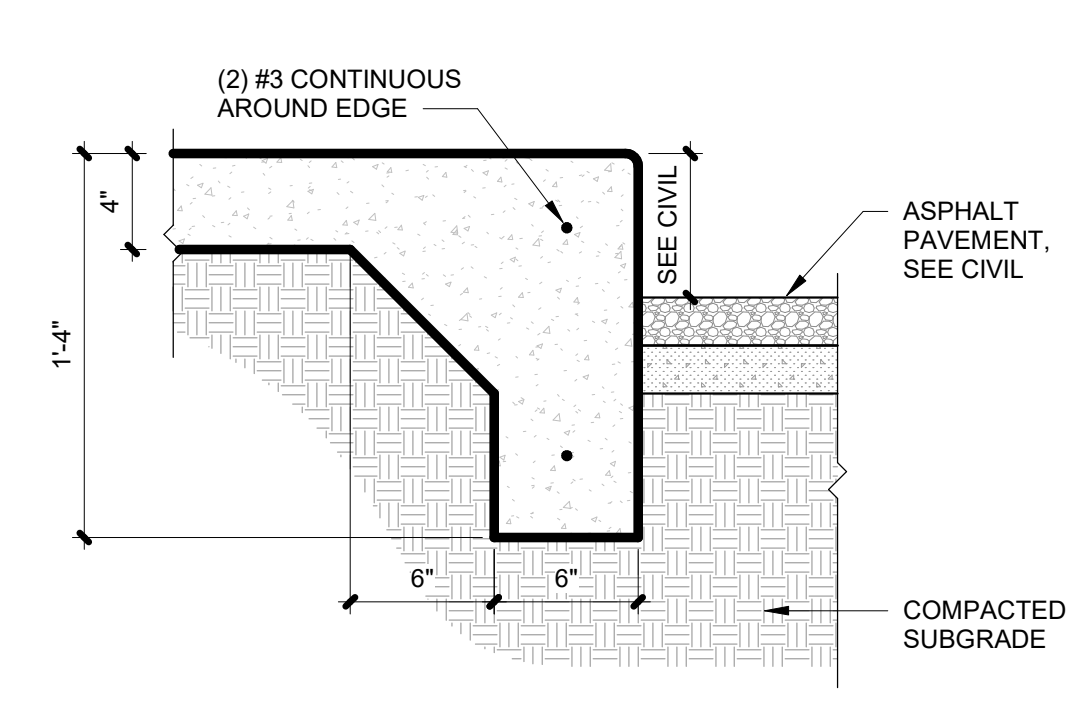 (2) #3 CONTINUOUS
AROUND EDGE
4"
1'-4"
SEE CIVIL
ASPHALT
PAVEMENT,
SEE CIVIL
6"
6"
COMPACTED
SUBGRADE